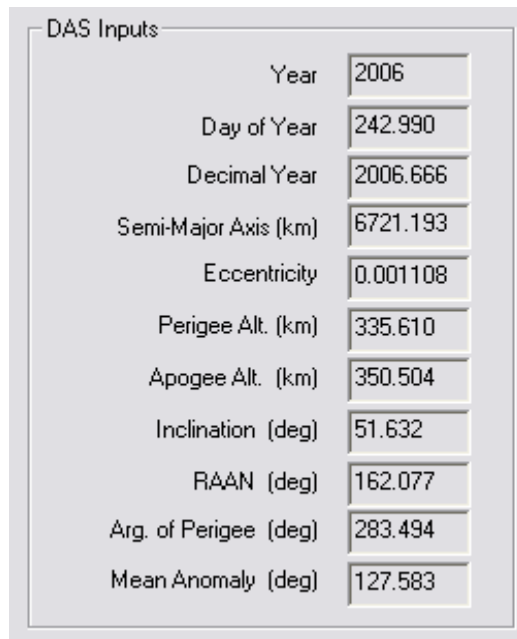 DAS Inputs
Year 2006
Day of Year 242.990
Decimal Year 2006.666
Semi-Major Axis (km) 6721.193
Eccentricity 0.001108
Perigee Alt. (km) 335.610
Apogee Alt. (km) 350.504
Inclination (deg) 51.632
RAAN (deg) 162.077
Arg. of Perigee (deg) 283.494
Mean Anomaly (deg) 127.583